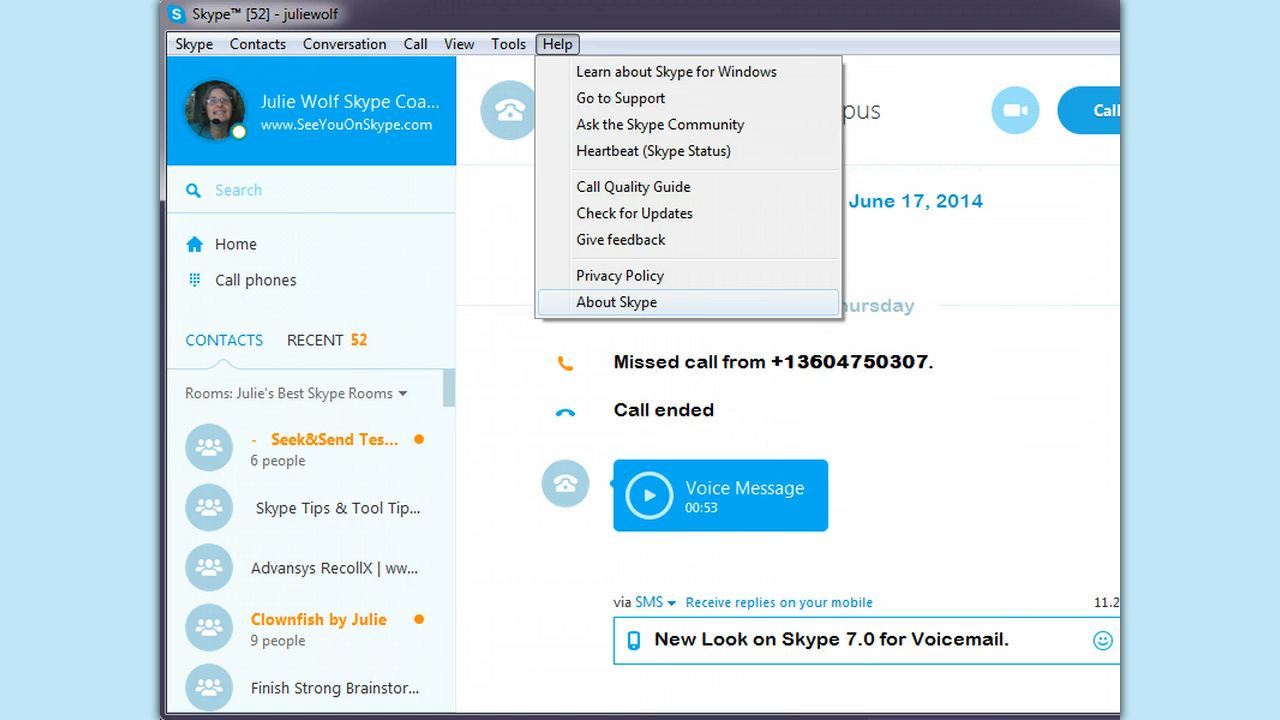 Skype™ [52] - juliewolf
Skype Contacts Conversation Call View Tools Help
Julie Wolf Skype Coa...
www.SeeYouOnSkype.com
Search
Home
Call phones
CONTACTS RECENT 52
Rooms: Julie's Best Skype Rooms
- Seek&Send Tes...
6 people
Skype Tips & Tool Tip...
Advansys RecollX | ww...
Clownfish by Julie
9 people
Finish Strong Brainstor...
Learn about Skype for Windows
Go to Support
Ask the Skype Community
Heartbeat (Skype Status)
Call Quality Guide
Check for Updates
Give feedback
Privacy Policy
About Skype
pus
Call
June 17, 2014
hursday
Missed call from +13604750307.
Call ended
Voice Message
00:53
via SMS Receive replies on your mobile
11.2
New Look on Skype 7.0 for Voicemail.